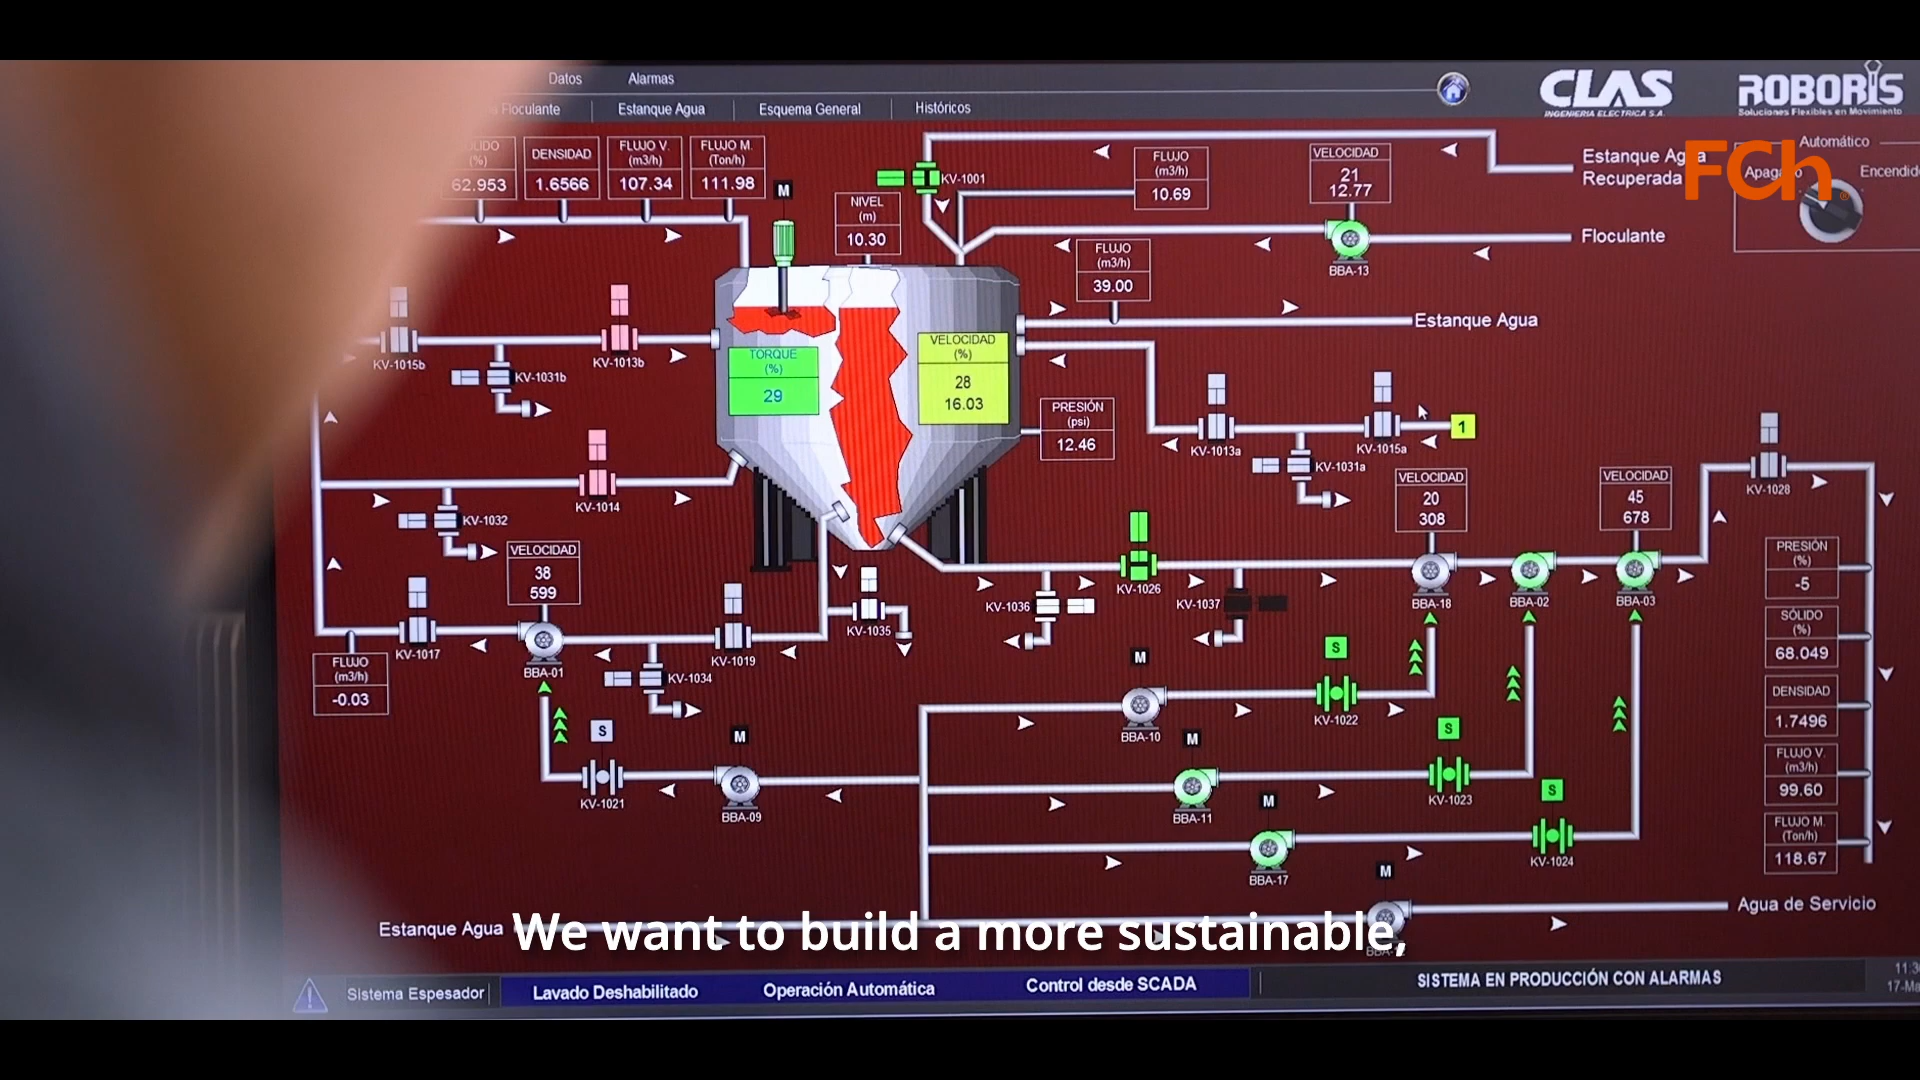 Datos
Alarmas
Floculante
Estanque Agua
Esquema General
Históricos
CLAS
INGENIERIA ELECTRICA S.A.
ROBORIS
Soluciones Flexibles en Movimiento
FCh
Automático
Encendido
(%)
62.953
DENSIDAD
1.6566
FLUJO V.
(m3/h)
107.34
FLUJO M.
(Ton/h)
111.98
M
NIVEL
(m)
10.30
KV-1001
FLUJO
(m3/h)
10.69
VELOCIDAD
21
12.77
Estanque Agua
Recuperada
BBA-13
Floculante
FLUJO
(m3/h)
39.00
Estanque Agua
KV-1015b
KV-1031b
KV-1013b
TORQUE
(%)
29
VELOCIDAD
(%)
28
16.03
PRESIÓN
(psi)
12.46
KV-1013a
KV-1031a
KV-1015a
1
KV-1032
KV-1014
VELOCIDAD
20
308
VELOCIDAD
45
678
KV-1028
VELOCIDAD
38
599
KV-1017
BBA-01
KV-1034
KV-1019
KV-1035
KV-1036
KV-1026
KV-1037
BBA-18
BBA-02
BBA-03
PRESIÓN
(%)
-5
SÓLIDO
(%)
68.049
DENSIDAD
1.7496
FLUJO V.
(m3/h)
99.60
FLUJO M.
(Ton/h)
118.67
FLUJO
(m3/h)
-0.03
S
KV-1021
M
BBA-09
M
BBA-10
S
KV-1022
M
BBA-11
S
KV-1023
M
BBA-17
S
KV-1024
M
Agua de Servicio
Estanque Agua
We want to build a more sustainable,
Sistema Espesador
Lavado Deshabilitado
Operación Automática
Control desde SCADA
SISTEMA EN PRODUCCIÓN CON ALARMAS